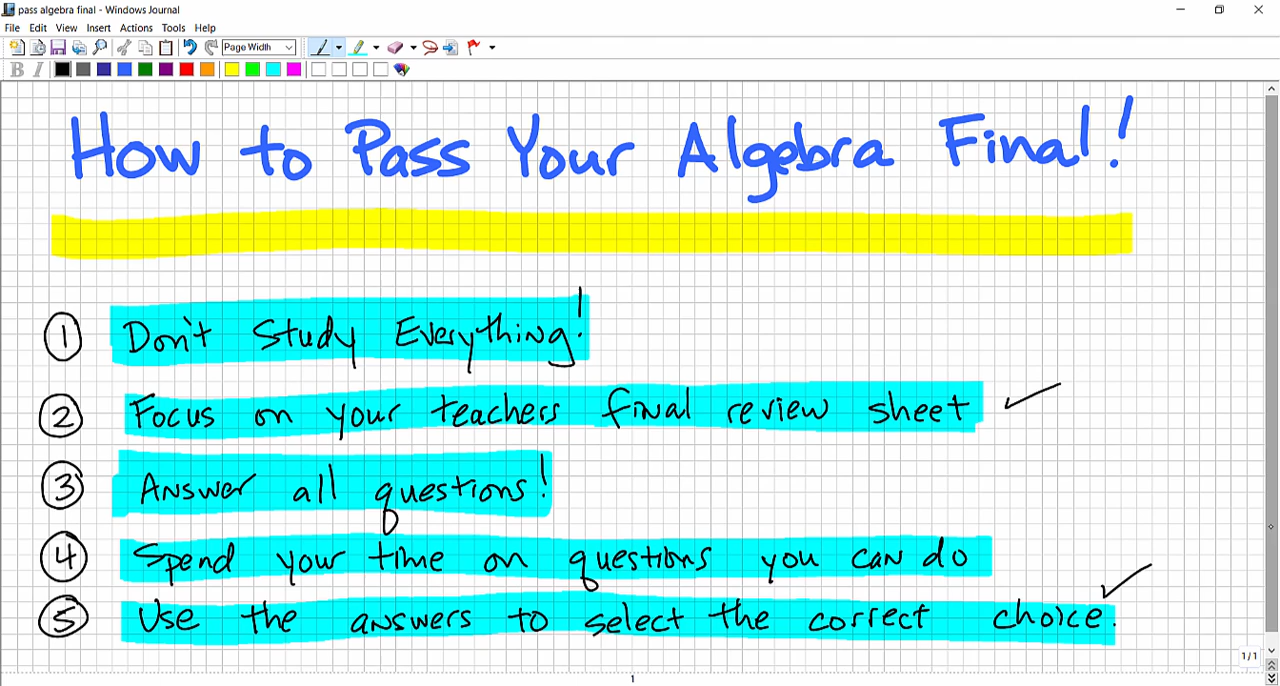 pass algebra final - Windows Journal
File Edit View Insert Actions Tools Help
Page Width
B I
How to Pass Your Algebra Final!
1 Don't Study Everything!
2 Focus on your teachers final review sheet
3 Answer all questions!
4 Spend your time on questions you can do
5 Use the answers to select the correct choice.
1/1
1